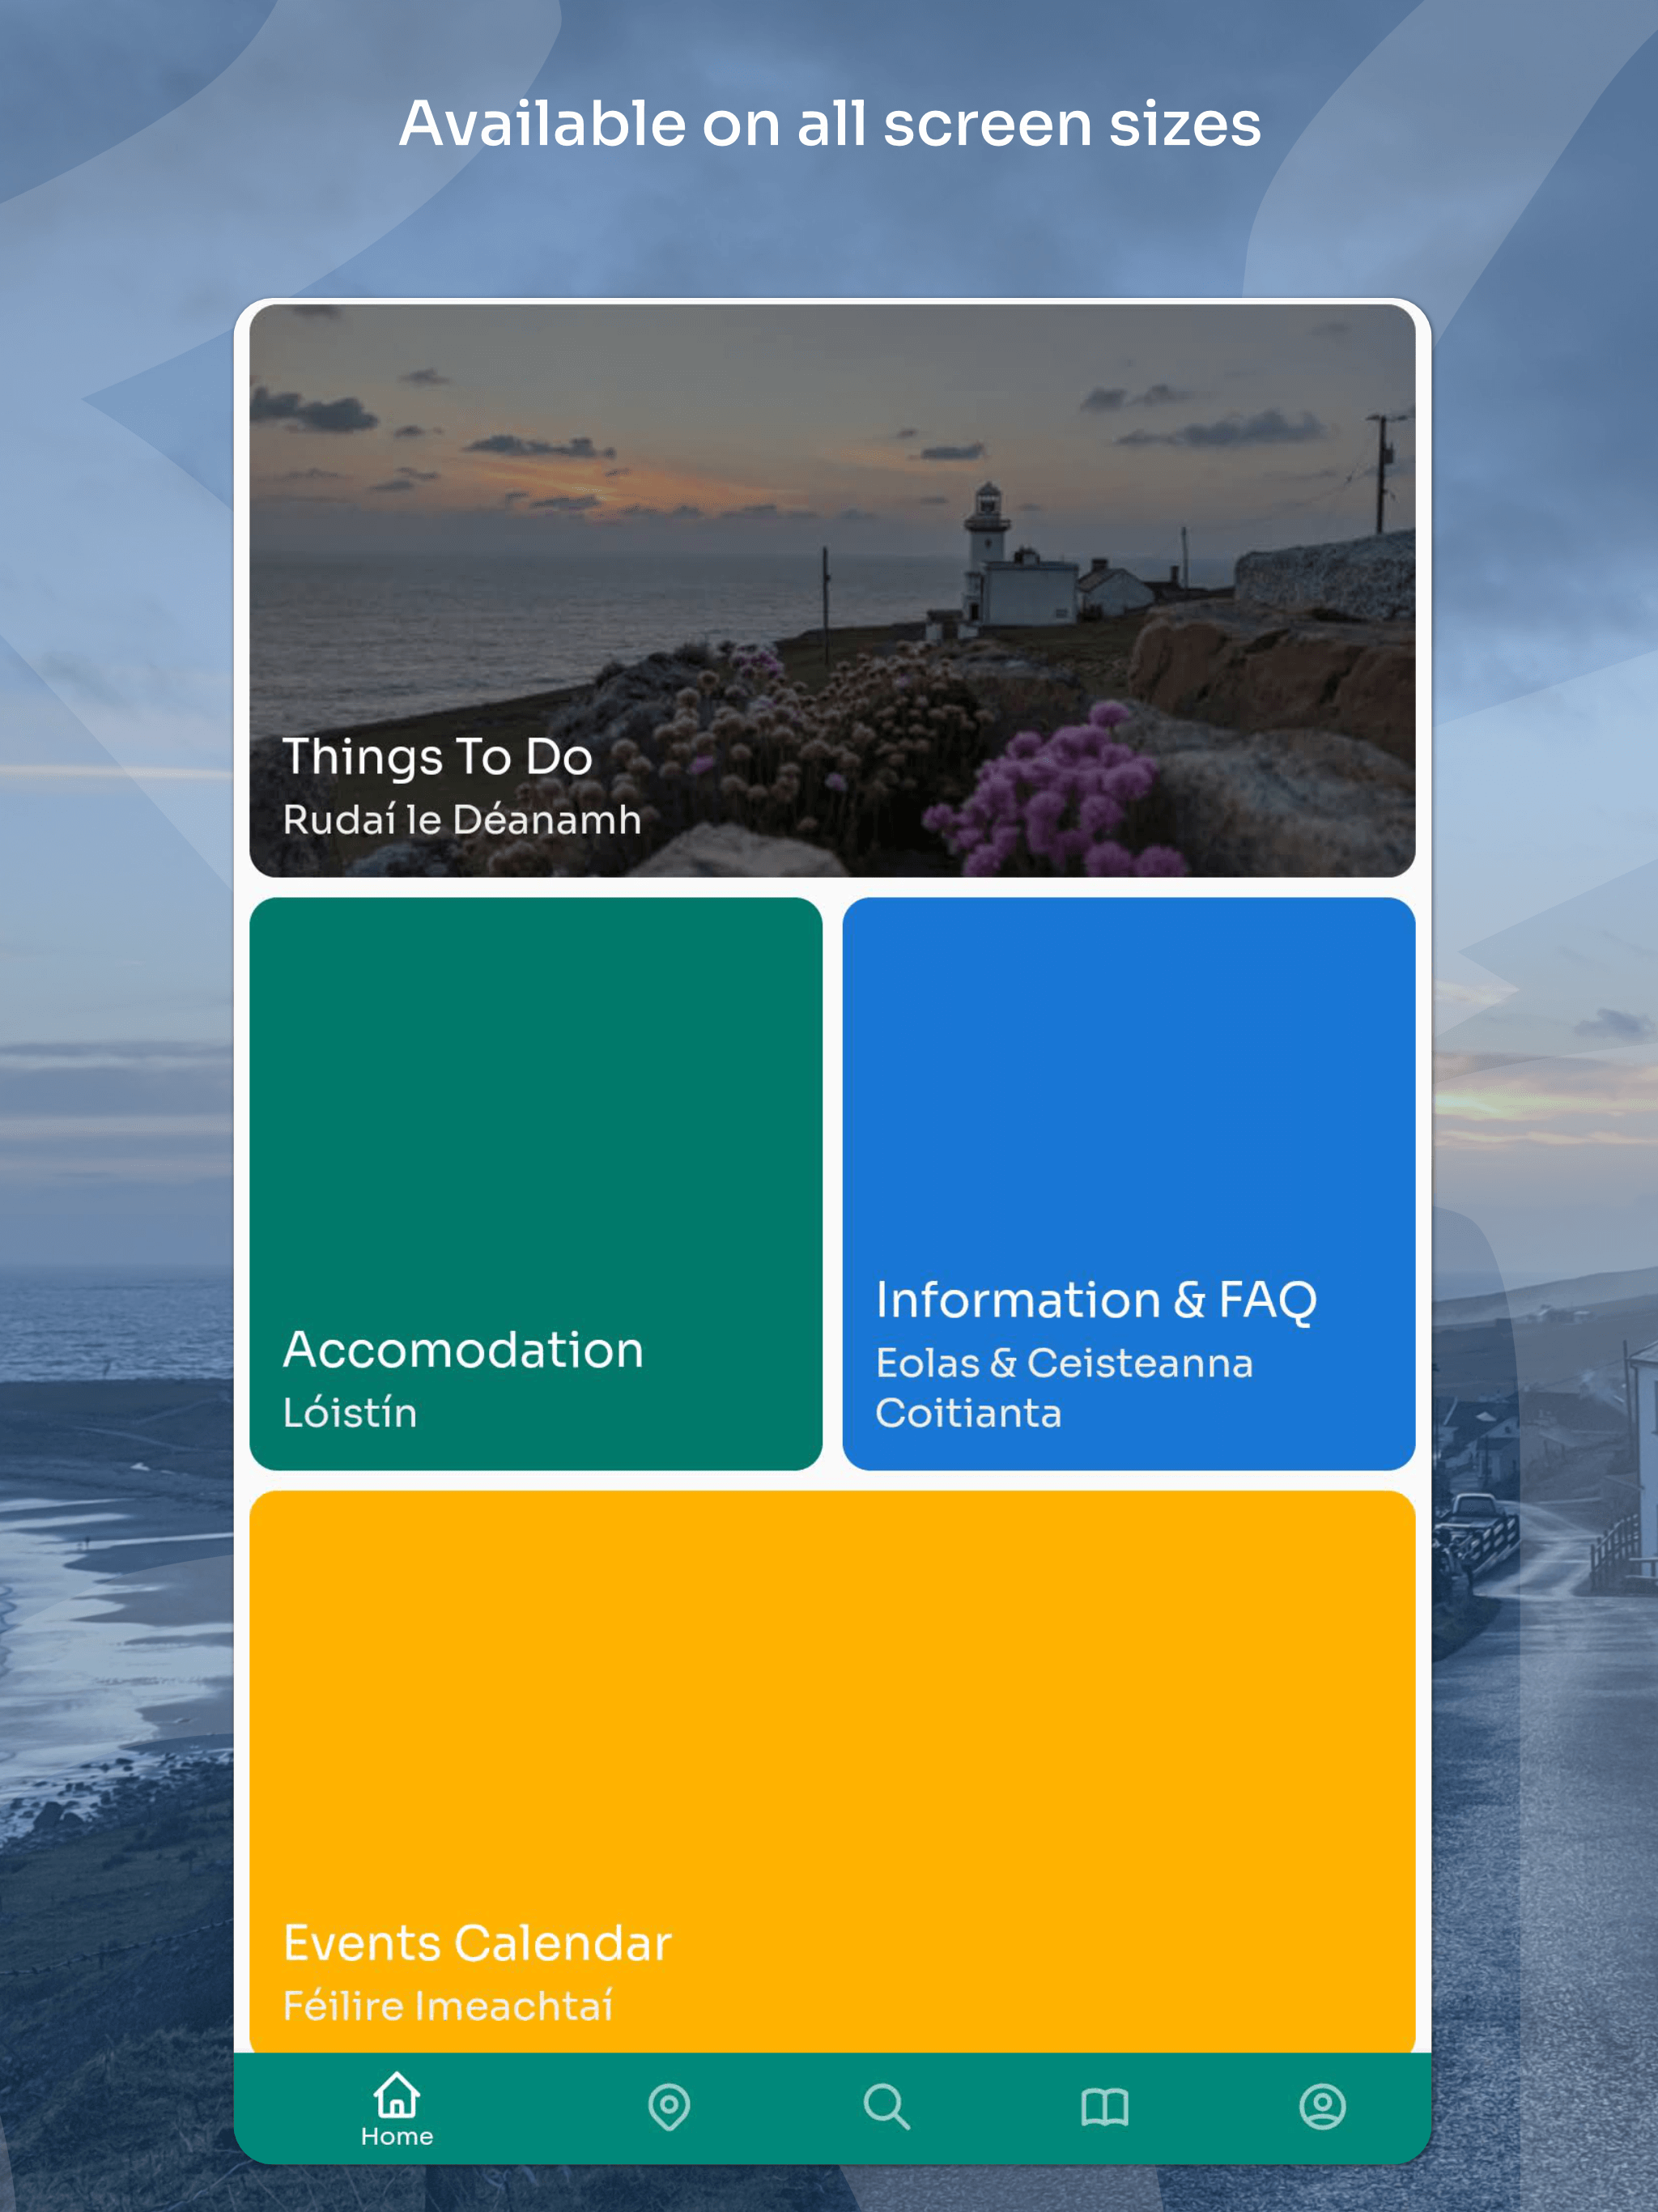 Available on all screen sizes
Things To Do
Rudaí le Déanamh
Accomodation
Lóistín
Information & FAQ
Eolas & Ceisteanna
Coitianta
Events Calendar
Féilire Imeachtaí
Home